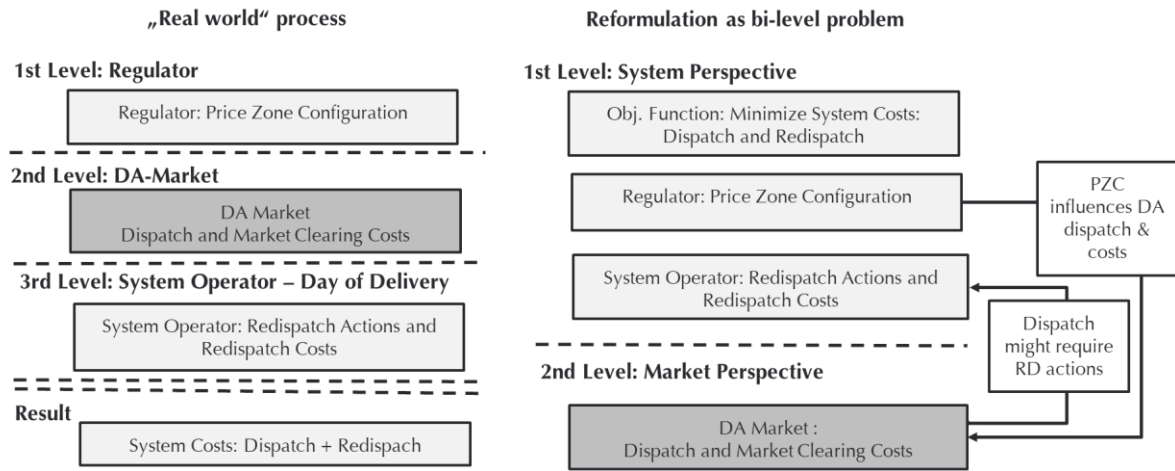 „Real world“ process
1st Level: Regulator
Regulator: Price Zone Configuration
2nd Level: DA-Market
DA Market
Dispatch and Market Clearing Costs
3rd Level: System Operator – Day of Delivery
System Operator: Redispatch Actions and
Redispatch Costs
Result
System Costs: Dispatch + Redispach
Reformulation as bi-level problem
1st Level: System Perspective
Obj. Function: Minimize System Costs:
Dispatch and Redispatch
Regulator: Price Zone Configuration
PZC
influences DA
dispatch &
costs
System Operator: Redispatch Actions and
Redispatch Costs
Dispatch
might require
RD actions
2nd Level: Market Perspective
DA Market :
Dispatch and Market Clearing Costs